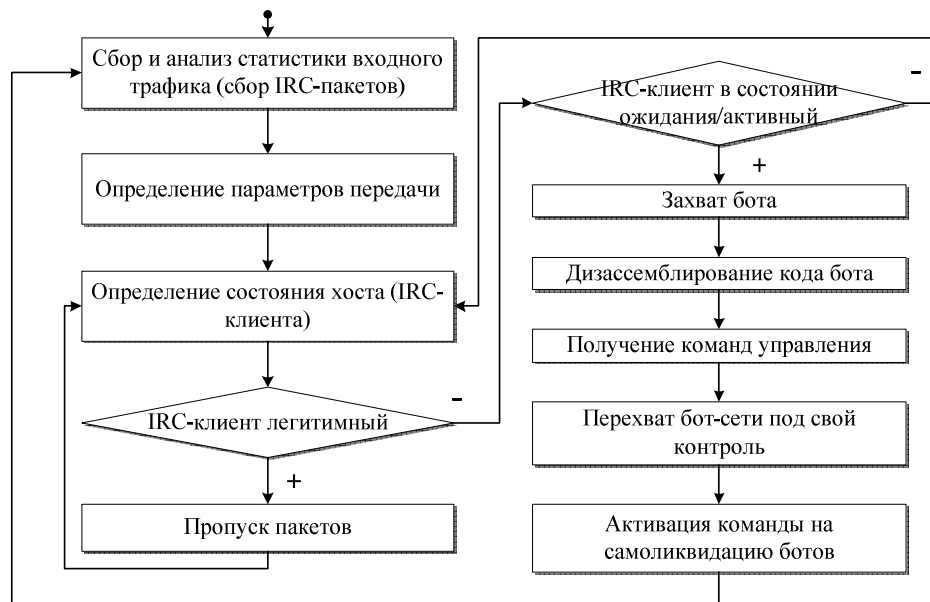 Сбор и анализ статистики входного
трафика (сбор IRC-пакетов)
Определение параметров передачи
Определение состояния хоста (IRC-
клиента)
IRC-клиент легитимный
-
+
Пропуск пакетов
IRC-клиент в состоянии
ожидания/активный
-
+
Захват бота
Дизассемблирование кода бота
Получение команд управления
Перехват бот-сети под свой
контроль
Активация команды на
самоликвидацию ботов